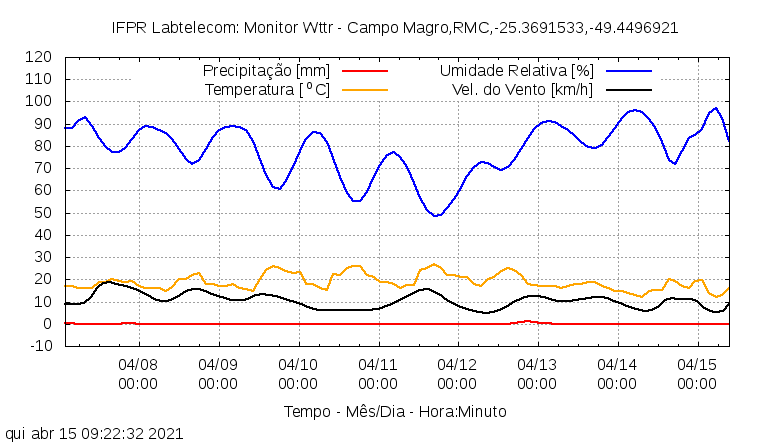 IFPR Labtelecom: Monitor Wttr - Campo Magro,RMC,-25.3691533,-49.4496921
120
110
100
90
80
70
60
50
40
30
20
10
0
-10
Precipitação [mm]
Temperatura [⁰C]
Umidade Relativa [%]
Vel. do Vento [km/h]
04/08 04/09 04/10 04/11 04/12 04/13 04/14 04/15
00:00 00:00 00:00 00:00 00:00 00:00 00:00 00:00
Tempo - Mês/Dia - Hora:Minuto
qui abr 15 09:22:32 2021